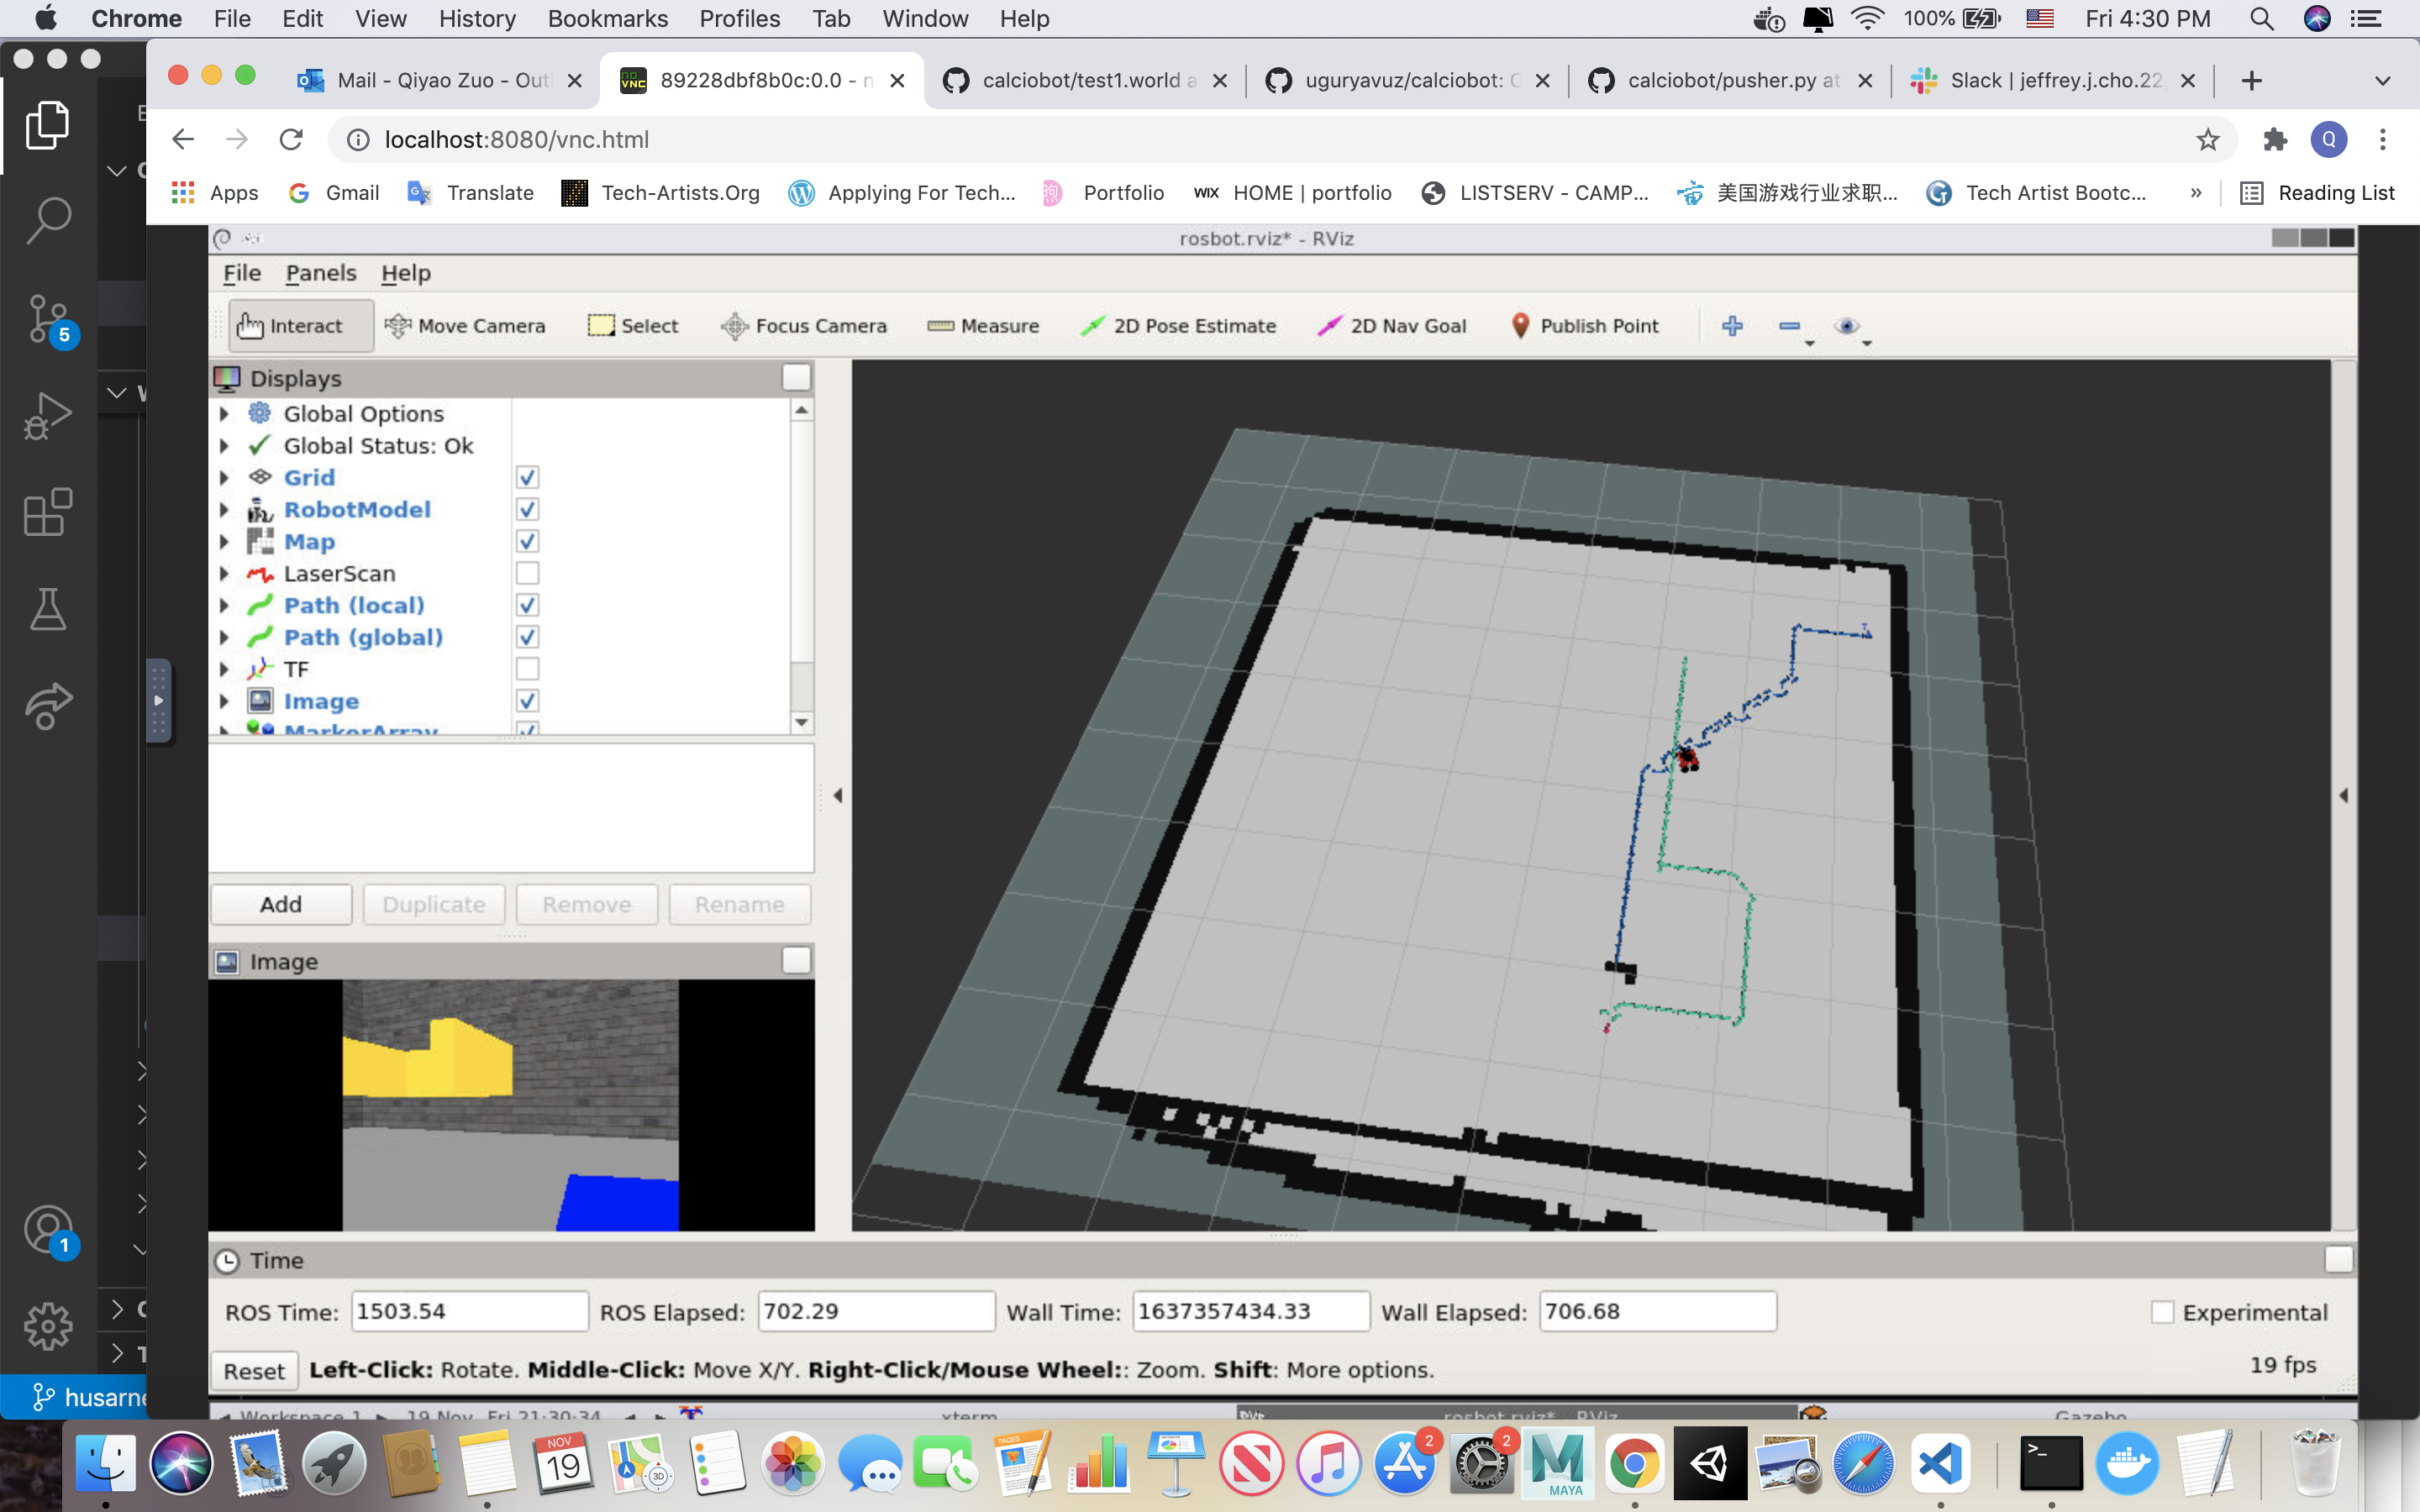 Chrome File Edit View History Bookmarks Profiles Tab Window Help 100% Fri 4:30 PM
Mail - Qiyao Zuo - Out 89228dbf8b0c:0.0 - n calciobot/test1.world a uguryavuz/calciobot: C calciobot/pusher.py at Slack | jeffrey.j.cho.22
localhost:8080/vnc.html Q
Apps Gmail Translate Tech-Artists.Org Applying For Tech... Portfolio WIX HOME | portfolio LISTSERV - CAMP... 美国游戏行业求职... Tech Artist Bootc... » Reading List
rosbot.rviz* - RViz
File Panels Help
Interact Move Camera Select Focus Camera Measure 2D Pose Estimate 2D Nav Goal Publish Point
5
Displays
Global Options
Global Status: Ok
Grid
RobotModel
Map
LaserScan
Path (local)
Path (global)
TF
Image
MarkerArray
Add Duplicate Remove Rename
Image
1
Time
ROS Time: 1503.54 ROS Elapsed: 702.29 Wall Time: 1637357434.33 Wall Elapsed: 706.68 Experimental
Reset Left-Click: Rotate. Middle-Click: Move X/Y. Right-Click/Mouse Wheel:: Zoom. Shift: More options. 19 fps
husarne
Workspace 1 19 Nov, Fri 21:30:34 xterm rosbot.rviz* - RViz Gazebo
NOV
19
3D
PAGES
2
2
MAYA